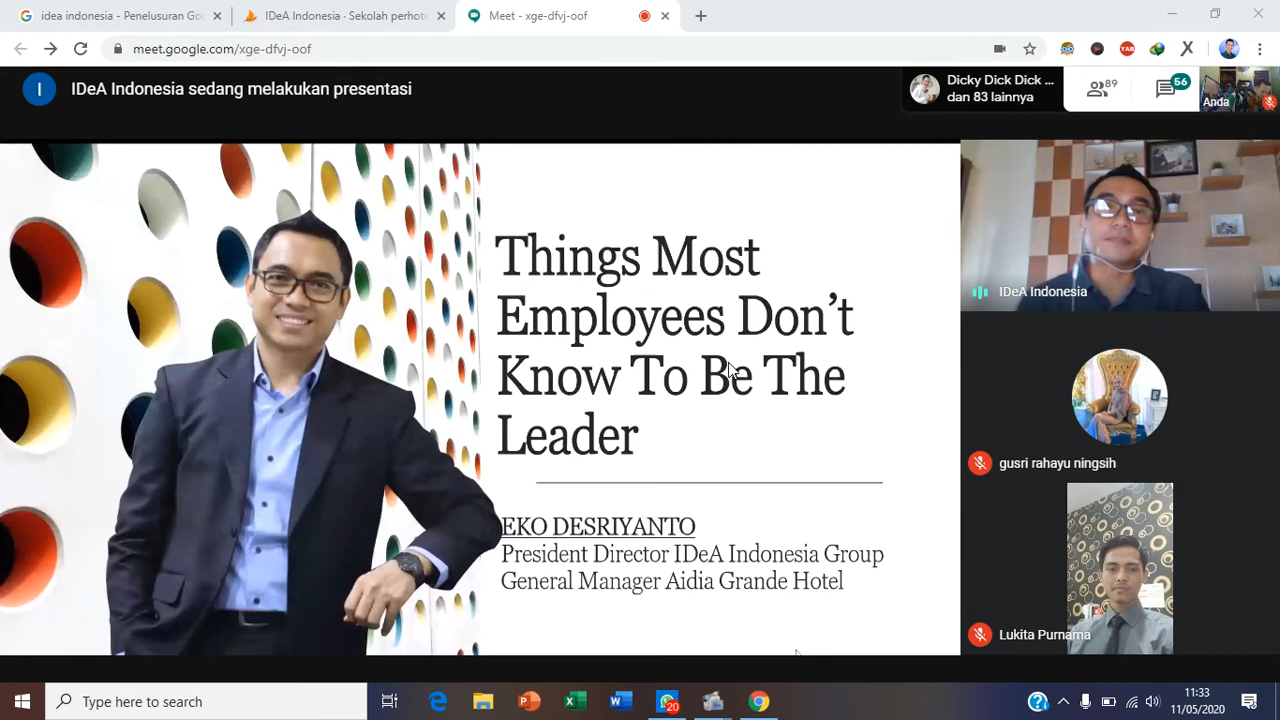 idea indonesia - Penelusuran Goo
IDeA Indonesia · Sekolah perhote
Meet - xge-dfvj-oof
meet.google.com/xge-dfvj-oof
YAB
X
I
IDeA Indonesia sedang melakukan presentasi
Dicky Dick Dick ...
dan 83 lainnya
89
56
Anda
Things Most
Employees Don’t
Know To Be The
Leader
EKO DESRIYANTO
President Director IDeA Indonesia Group
General Manager Aidia Grande Hotel
IDeA Indonesia
gusri rahayu ningsih
Lukita Purnama
Type here to search
20
11:33
11/05/2020